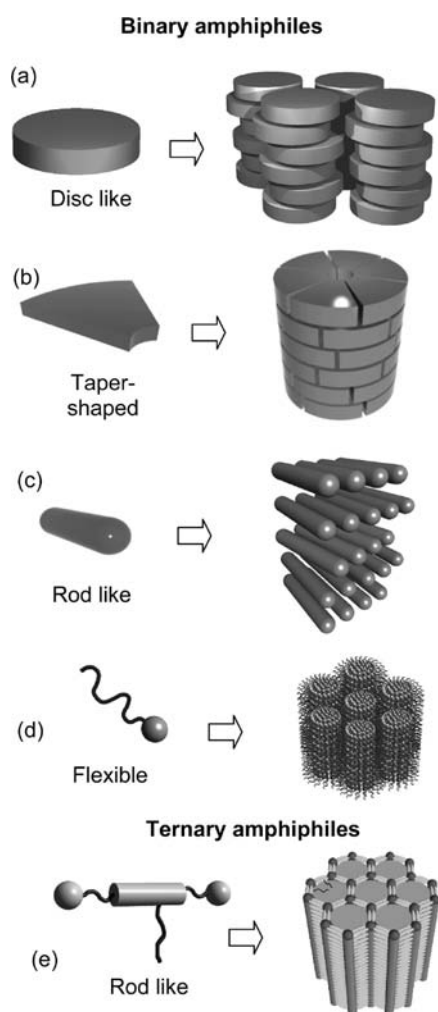 Binary amphiphiles
(a)
Disc like
(b)
Taper-
shaped
(c)
Rod like
(d)
Flexible
Ternary amphiphiles
(e)
Rod like